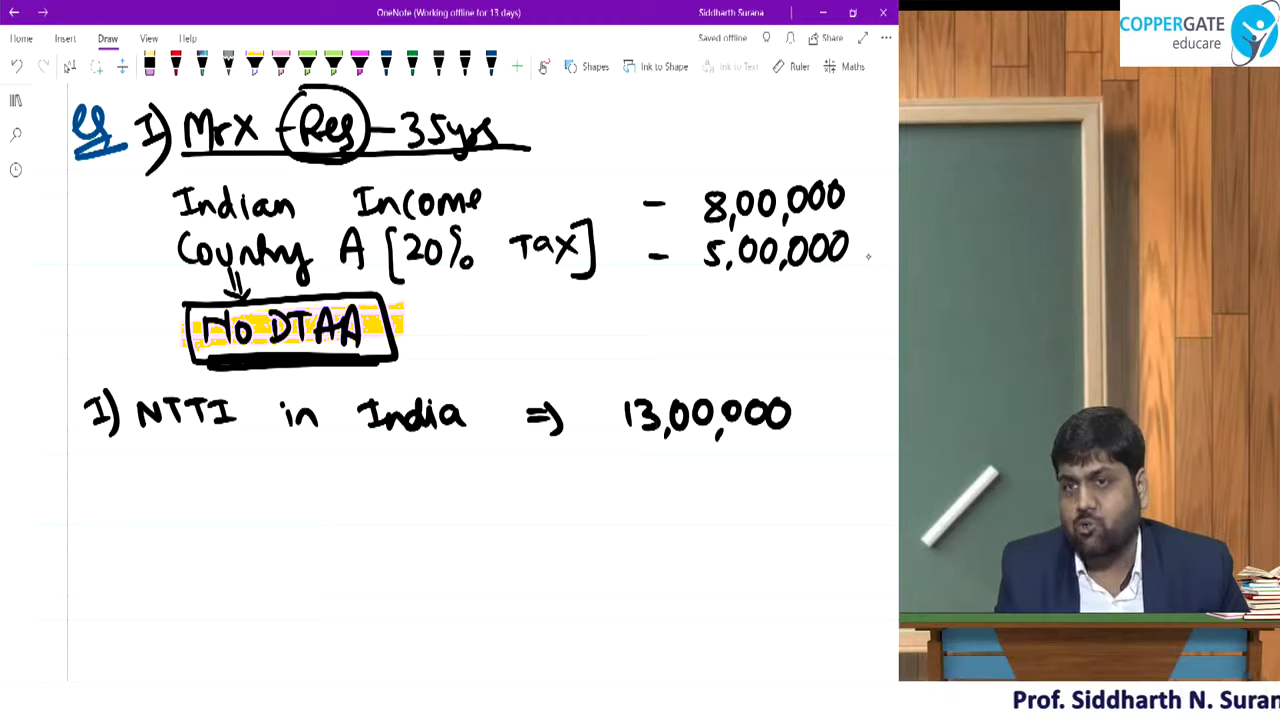 OneNote (Working offline for 13 days)
Siddharth Surana
Home Insert Draw View Help
Saved offline
Share
Shapes
Ink to Shape
Ink to Text
Ruler
Maths
COPPERGATE
educare
Eg I) Mr X - Res - 35yrs
Indian Income - 8,00,000
Country A [20% Tax] - 5,00,000
No DTAA
I) NTTI in India ⇒ 13,00,000
Prof. Siddharth N. Suran